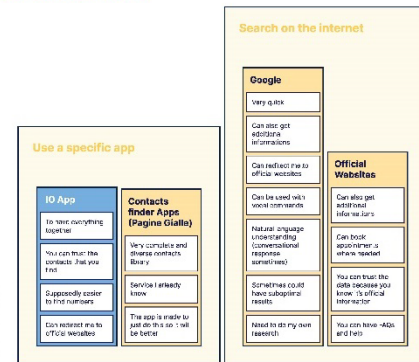 Search on the internet
Google
Very quick
Can also get
additional
informations
Can redirect me to
official websites
Can be used with
vocal commands
Natural language
understanding
(conversational
response
sometimes)
Sometimes could
have suboptimal
results
Need to do my own
research
Official
Websites
Can also get
additional
informations
Can book
appointments
where needed
You can trust the
data because you
know it's official
information
You can have FAQs
and help
Use a specific app
IO App
To have everything
together
You can trust the
contacts that you
find
Supposedly easier
to find numbers
Can redirect me to
official websites
Contacts
finder Apps
(Pagine Gialle)
Very complete and
diverse contacts
library
Service I already
know
The app is made to
just do this so it will
be better